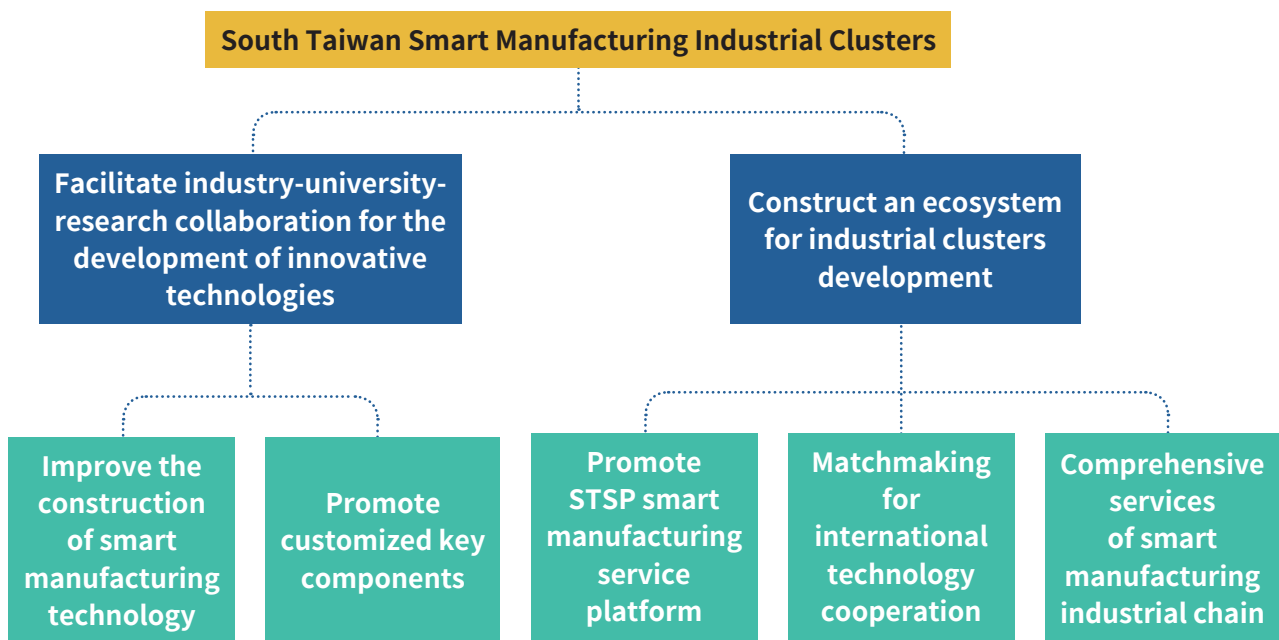 South Taiwan Smart Manufacturing Industrial Clusters
Facilitate industry-university-
research collaboration for the
development of innovative
technologies
Construct an ecosystem
for industrial clusters
development
Improve the
construction
of smart
manufacturing
technology
Promote
customized key
components
Promote
STSP smart
manufacturing
service
platform
Matchmaking
for
international
technology
cooperation
Comprehensive
services
of smart
manufacturing
industrial chain